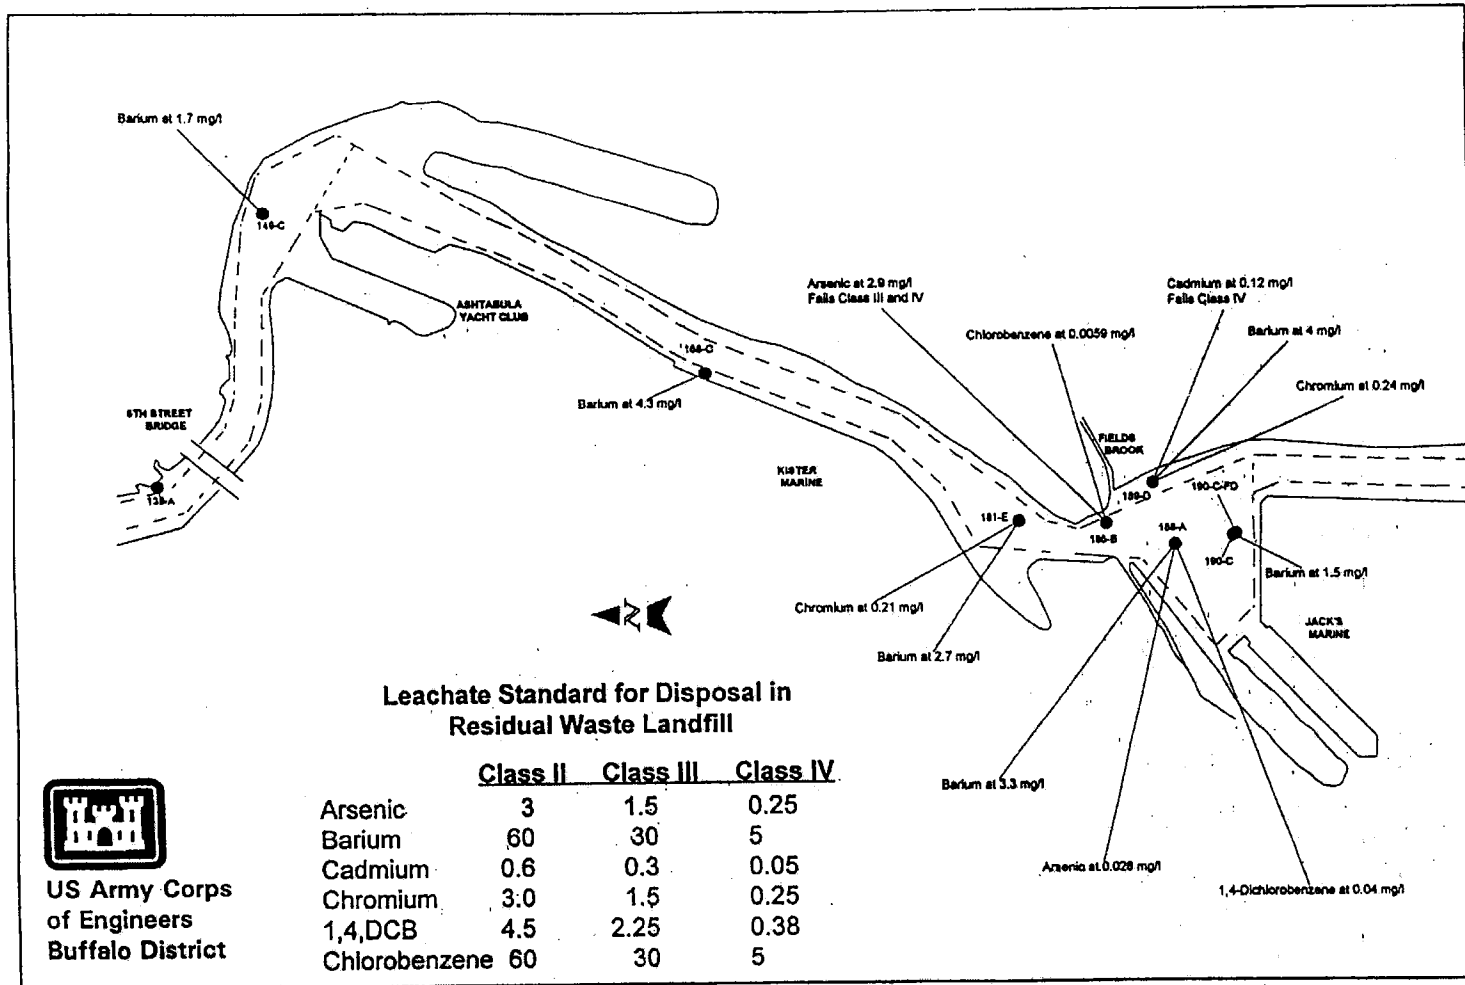 Barium at 1.7 mg/l
149-C
ASHTABULA
YACHT CLUB
5TH STREET
BRIDGE
Barium at 4.3 mg/l
KISTER
MARINE
Arsenic at 2.9 mg/l
Fails Class III and IV
Chlorobenzene at 0.0059 mg/l
Cadmium at 0.12 mg/l
Fails Class IV
Barium at 4 mg/l
Chromium at 0.24 mg/l
FIELDS
BROOK
189-D
190-C-FD
181-E
186-B
188-A
190-C
Barium at 1.5 mg/l
Chromium at 0.21 mg/l
Barium at 2.7 mg/l
JACK'S
MARINE
Barium at 3.3 mg/l
Arsenic at 0.028 mg/l
1,4-Dichlorobenzene at 0.04 mg/l
N
Leachate Standard for Disposal in
Residual Waste Landfill
Class II Class III Class IV
Arsenic 3 1.5 0.25
Barium 60 30 5
Cadmium 0.6 0.3 0.05
Chromium 3.0 1.5 0.25
1,4,DCB 4.5 2.25 0.38
Chlorobenzene 60 30 5
US Army Corps
of Engineers
Buffalo District